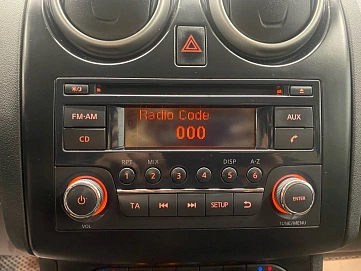 Radio Code
000
FM·AM
AUX
CD
RPT MIX DISP A-Z
1 2 3 4 5 6
TA SETUP
ENTER
VOL
TUNE/MENU